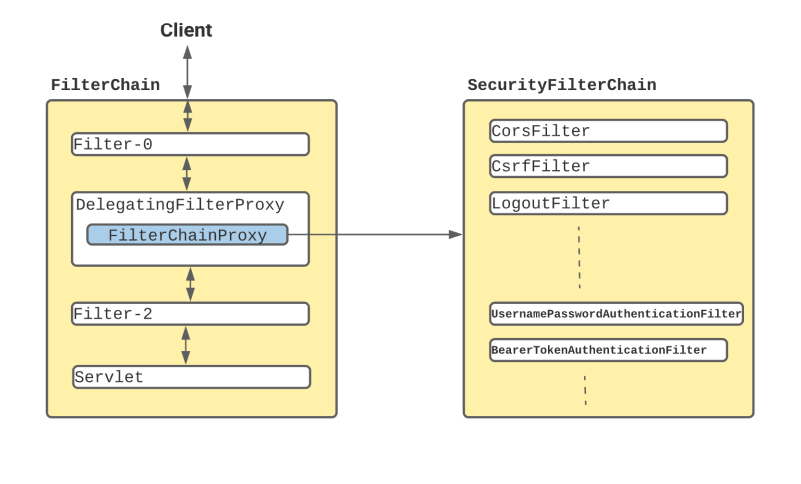 Client
FilterChain
Filter-0
DelegatingFilterProxy
FilterChainProxy
Filter-2
Servlet
SecurityFilterChain
CorsFilter
CsrfFilter
LogoutFilter
UsernamePasswordAuthenticationFilter
BearerTokenAuthenticationFilter